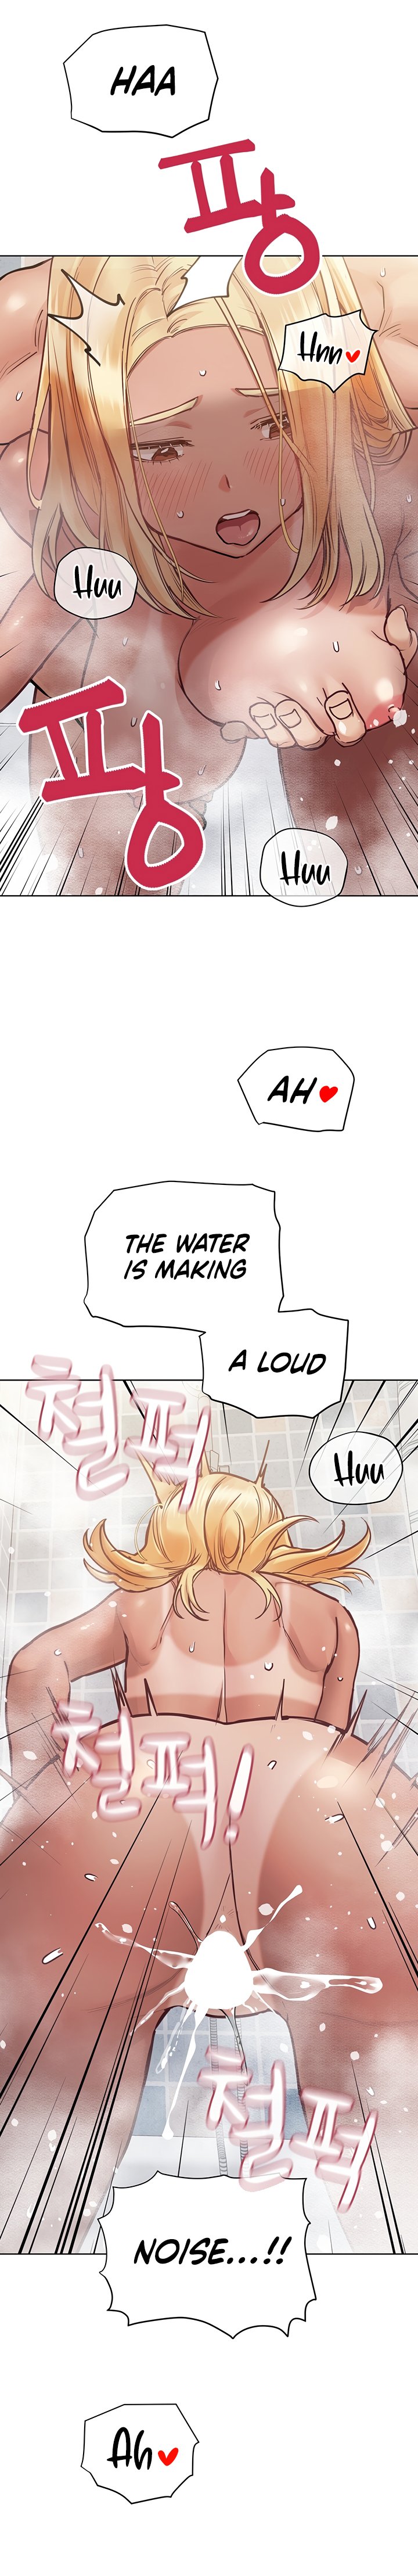 HAA
팡
Hnn♥
Huu
팡
Huu
AH♥
THE WATER
IS MAKING
A LOUD
철퍽
Huu
철퍽!
철퍽
NOISE...!!
Ah♥